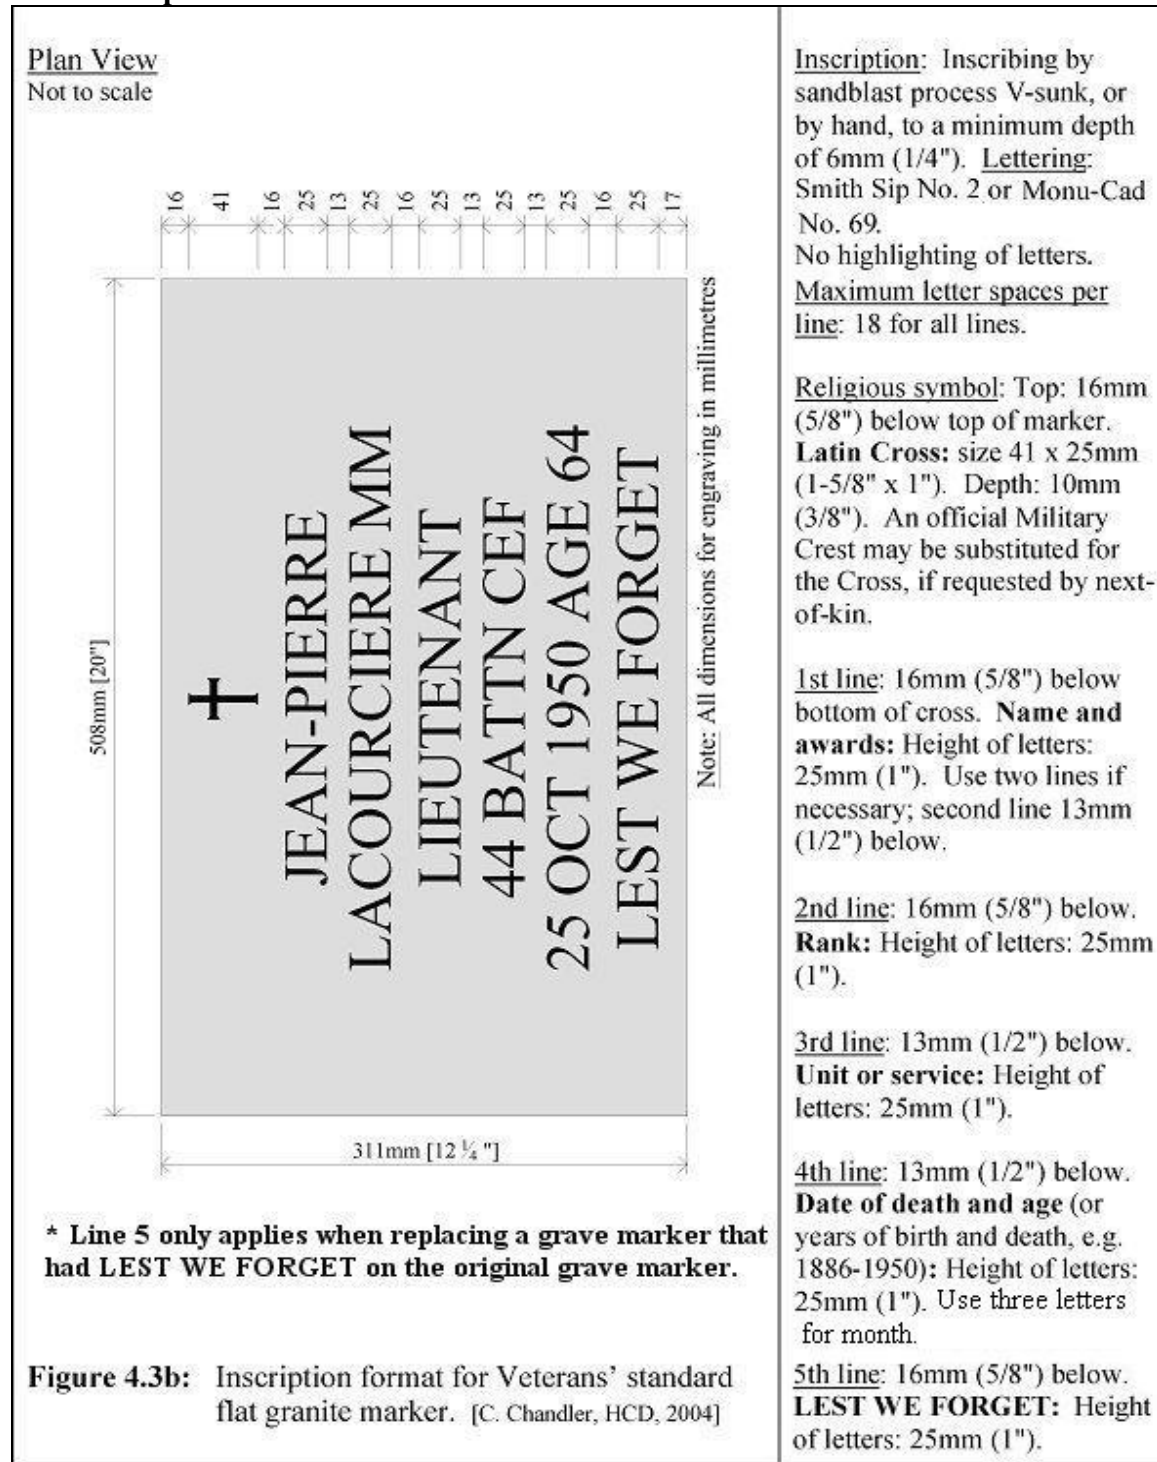 Plan View
Not to scale
16 41 16 25 13 25 16 25 13 25 13 25 16 25 17
508mm [20"]
JEAN-PIERRE
LACOURCIERE MM
LIEUTENANT
44 BATTN CEF
25 OCT 1950 AGE 64
LEST WE FORGET
Note: All dimensions for engraving in millimetres
311mm [12 ¼ "]
* Line 5 only applies when replacing a grave marker that
had LEST WE FORGET on the original grave marker.
Figure 4.3b: Inscription format for Veterans’ standard
flat granite marker. [C. Chandler, HCD, 2004]
Inscription: Inscribing by
sandblast process V-sunk, or
by hand, to a minimum depth
of 6mm (1/4"). Lettering:
Smith Sip No. 2 or Monu-Cad
No. 69.
No highlighting of letters.
Maximum letter spaces per
line: 18 for all lines.
Religious symbol: Top: 16mm
(5/8") below top of marker.
Latin Cross: size 41 x 25mm
(1-5/8" x 1"). Depth: 10mm
(3/8"). An official Military
Crest may be substituted for
the Cross, if requested by next-
of-kin.
1st line: 16mm (5/8") below
bottom of cross. Name and
awards: Height of letters:
25mm (1"). Use two lines if
necessary; second line 13mm
(1/2") below.
2nd line: 16mm (5/8") below.
Rank: Height of letters: 25mm
(1").
3rd line: 13mm (1/2") below.
Unit or service: Height of
letters: 25mm (1").
4th line: 13mm (1/2") below.
Date of death and age (or
years of birth and death, e.g.
1886-1950): Height of letters:
25mm (1"). Use three letters
for month.
5th line: 16mm (5/8") below.
LEST WE FORGET: Height
of letters: 25mm (1").